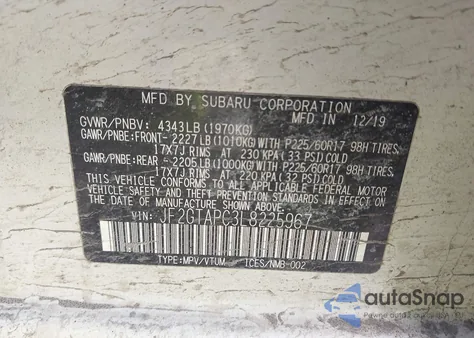 MFD BY SUBARU CORPORATION
GVWR/PNBV: 4343LB (1970KG) MFD IN 12/19
GAWR/PNBE: FRONT- 2227LB (1010KG) WITH P225/60R17 98H TIRES,
17X7J RIMS AT 230 KPA (33 PSI) COLD
GAWR/PNBE: REAR - 2205LB (1000KG) WITH P225/60R17 98H TIRES,
17X7J RIMS AT 220 KPA (32 PSI) COLD
THIS VEHICLE CONFORMS TO ALL APPLICABLE FEDERAL MOTOR
VEHICLE SAFETY AND THEFT PREVENTION STANDARDS IN EFFECT
ON THE DATE OF MANUFACTURE SHOWN ABOVE.
VIN: JF2GTAPC3L8225967
TYPE:MPV/VTUM ICES/NMB-002
autoSnap